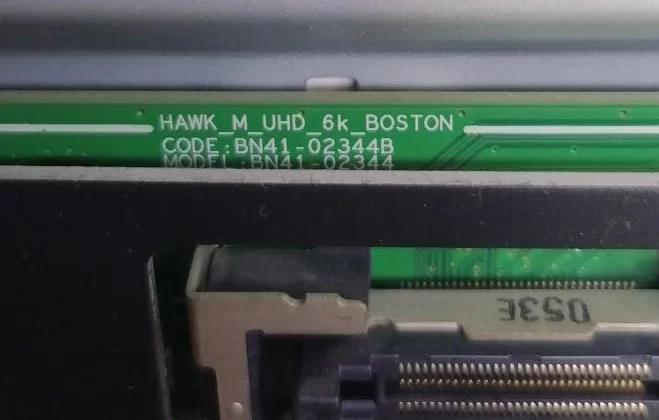 HAWK_M_UHD_6k_BOSTON
CODE:BN41-02344B
MODEL:BN41-02344
053E